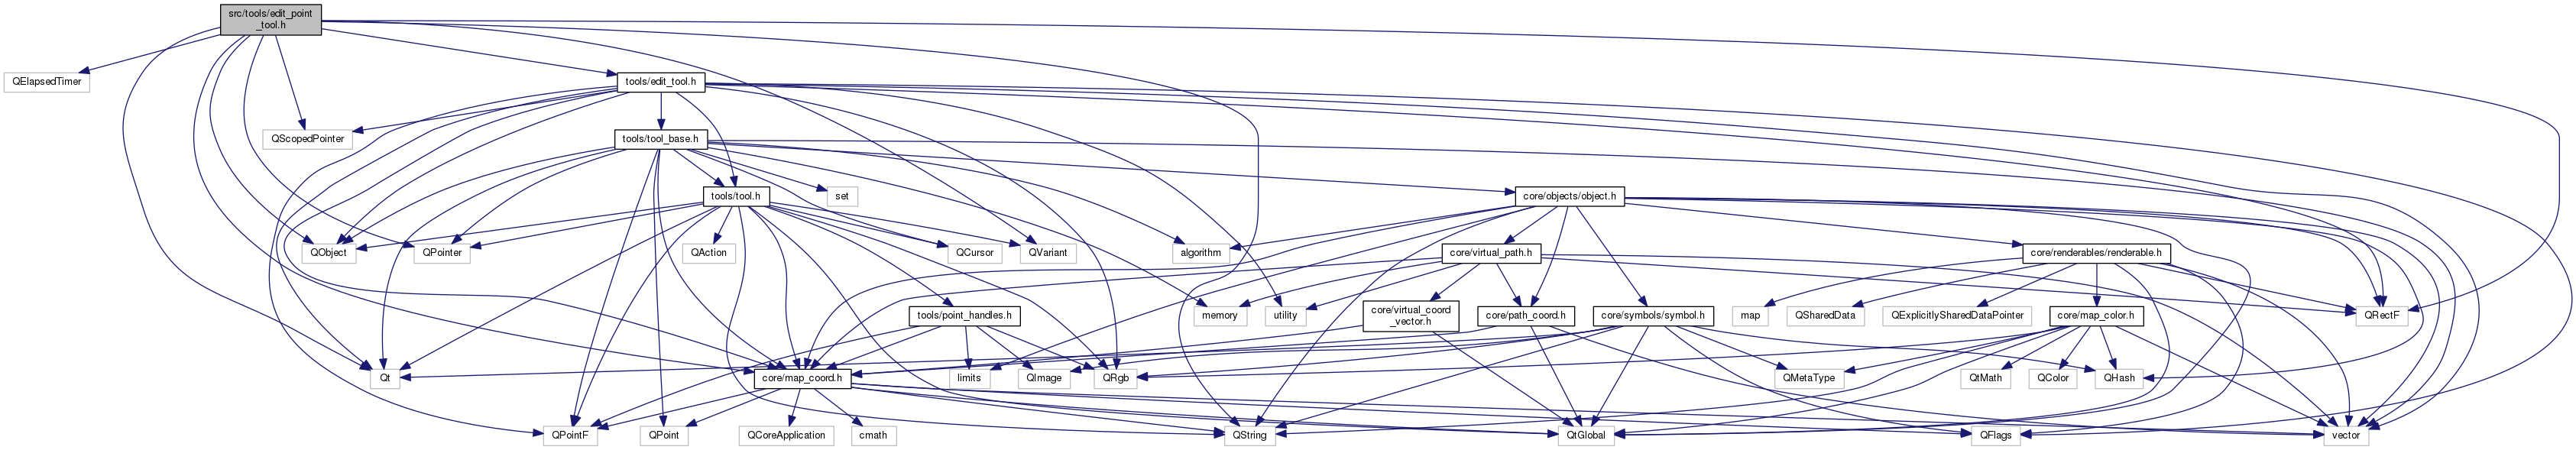 src/tools/edit_point
_tool.h
QElapsedTimer
tools/edit_tool.h
QScopedPointer
tools/tool_base.h
tools/tool.h
set
core/objects/object.h
QObject
QPointer
QAction
QCursor
QVariant
algorithm
core/virtual_path.h
core/renderables/renderable.h
tools/point_handles.h
memory
utility
core/virtual_coord
_vector.h
core/path_coord.h
core/symbols/symbol.h
map
QSharedData
QExplicitlySharedDataPointer
core/map_color.h
QRectF
Qt
core/map_coord.h
limits
QImage
QRgb
QMetaType
QtMath
QColor
QHash
QPointF
QPoint
QCoreApplication
cmath
QString
QtGlobal
QFlags
vector